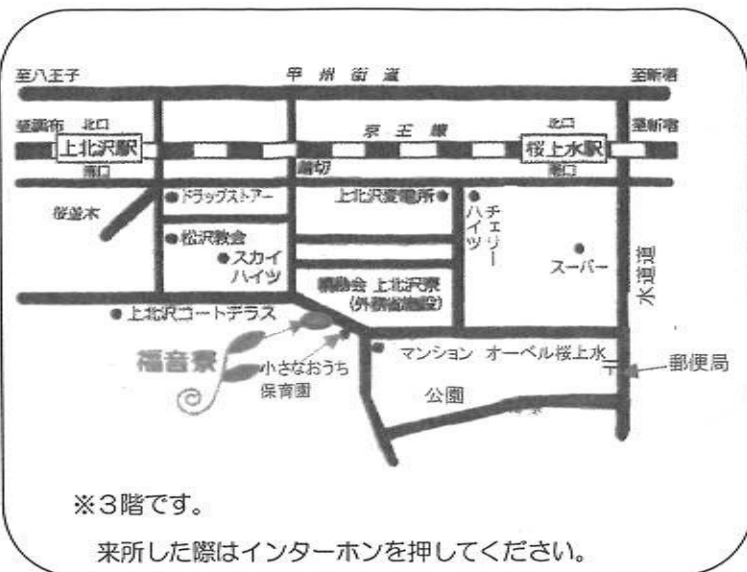 至八王子
甲州街道
至新宿
至調布
北口
京王線
北口
至新宿
上北沢駅
桜上水駅
南口
踏切
南口
ドラッグストアー
上北沢変電所
桜並木
チェリー
ハイツ
松沢教会
スカイ
ハイツ
スーパー
水道道
上北沢寮
(外務省施設)
上北沢コートテラス
福音寮
小さなおうち
保育園
マンション オーベル桜上水
〒
郵便局
公園
※3階です。
来所した際はインターホンを押してください。